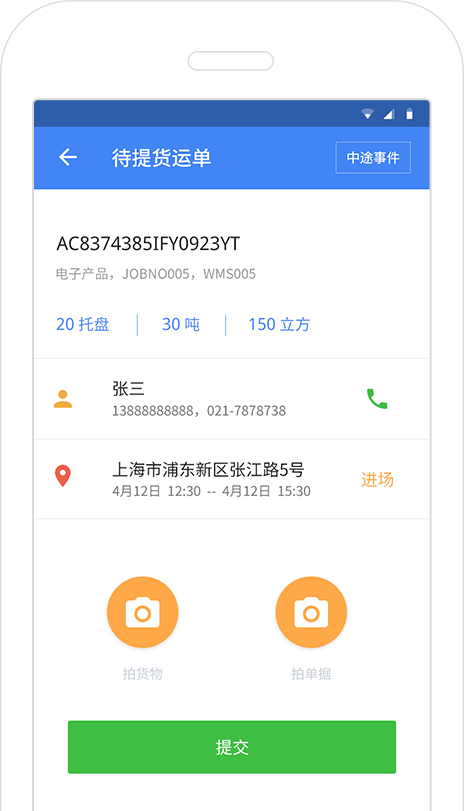 待提货运单
中途事件
AC8374385IFY0923YT
电子产品，JOBNO005，WMS005
20 托盘
30 吨
150 立方
张三
13888888888，021-7878738
上海市浦东新区张江路5号
4月12日 12:30 -- 4月12日 15:30
进场
拍货物
拍单据
提交